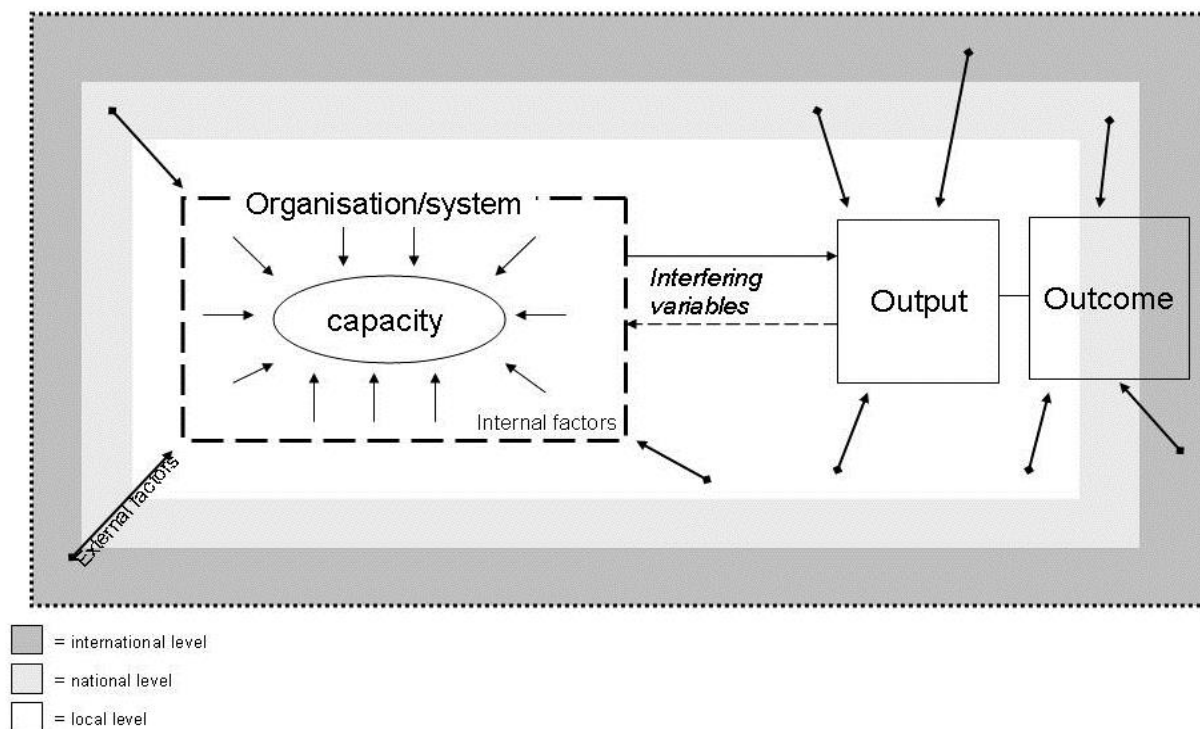 Organisation/system
capacity
Internal factors
External factors
Interfering
variables
Output
Outcome
= international level
= national level
= local level